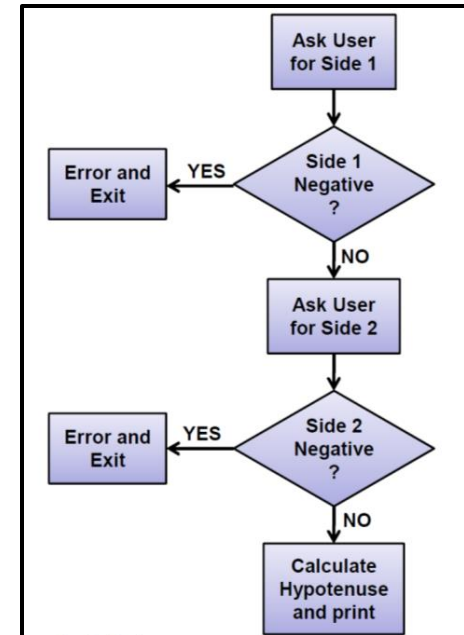 Ask User
for Side 1
Side 1
Negative
?
YES
Error and
Exit
NO
Ask User
for Side 2
Side 2
Negative
?
YES
Error and
Exit
NO
Calculate
Hypotenuse
and print